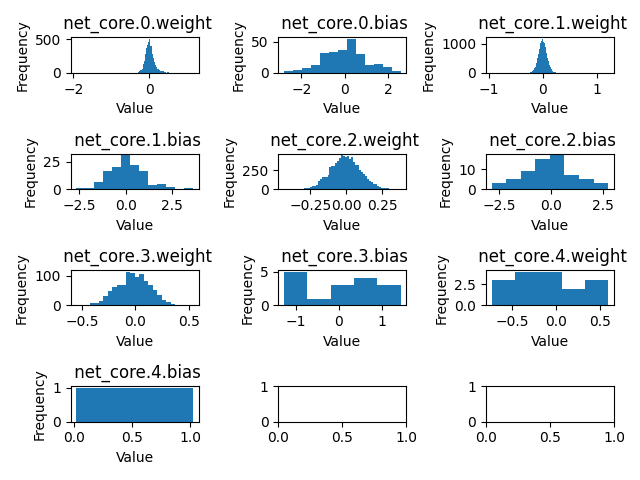 net_core.0.weight
net_core.0.bias
net_core.1.weight
Frequency
500
0
−2
0
Value
Frequency
50
0
−2
0
2
Value
Frequency
1000
0
−1
0
1
Value
net_core.1.bias
net_core.2.weight
net_core.2.bias
Frequency
25
0
−2.5
0.0
2.5
Value
Frequency
250
0
−0.25
0.00
0.25
Value
Frequency
10
0
−2.5
0.0
2.5
Value
net_core.3.weight
net_core.3.bias
net_core.4.weight
Frequency
100
0
−0.5
0.0
0.5
Value
Frequency
5
0
−1
0
1
Value
Frequency
2.5
0.0
−0.5
0.0
0.5
Value
net_core.4.bias
Frequency
1
0
0.0
0.5
1.0
Value
1
0
0.0
0.5
1.0
1
0
0.0
0.5
1.0